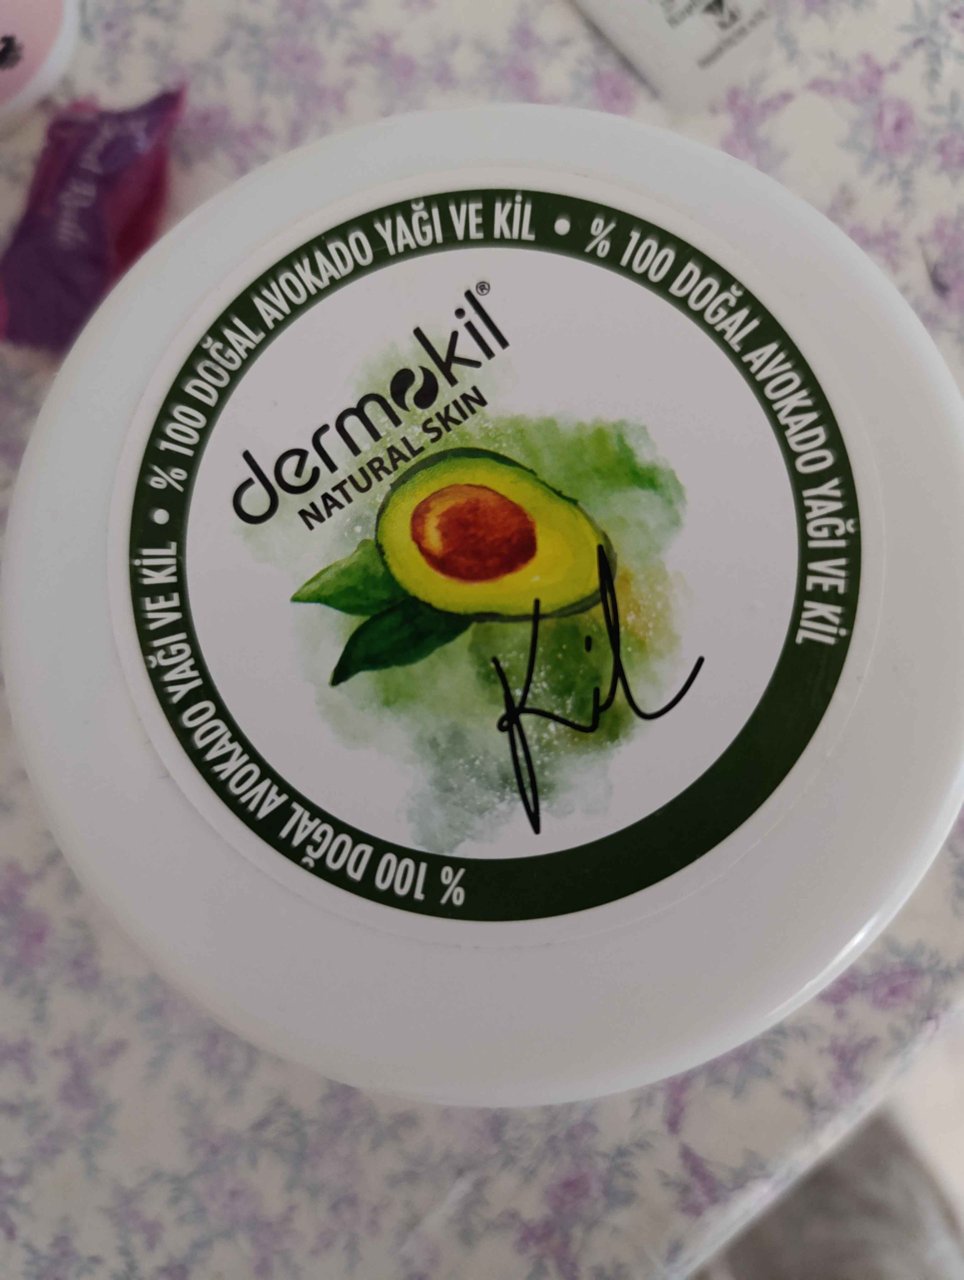 % 100 DOĞAL AVOKADO YAĞI VE KİL • % 100 DOĞAL AVOKADO YAĞI VE KİL • % 100 DOĞAL AVOKADO YAĞI VE KİL
dermokil®
NATURAL SKIN
Kil